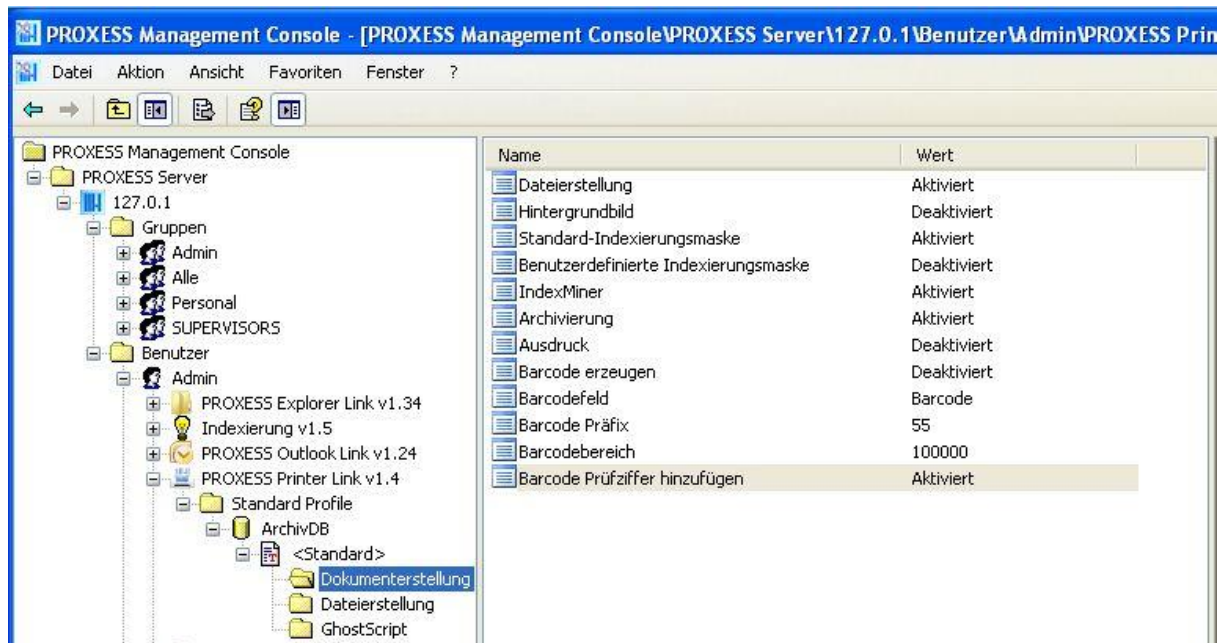 PROXESS Management Console - [PROXESS Management Console\PROXESS Server\127.0.1\Benutzer\Admin\PROXESS Prin
Datei Aktion Ansicht Favoriten Fenster ?
PROXESS Management Console
PROXESS Server
127.0.1
Gruppen
Admin
Alle
Personal
SUPERVISORS
Benutzer
Admin
PROXESS Explorer Link v1.34
Indexierung v1.5
PROXESS Outlook Link v1.24
PROXESS Printer Link v1.4
Standard Profile
ArchivDB
<Standard>
Dokumenterstellung
Dateierstellung
GhostScript
Name Wert
Dateierstellung Aktiviert
Hintergrundbild Deaktiviert
Standard-Indexierungsmaske Aktiviert
Benutzerdefinierte Indexierungsmaske Deaktiviert
IndexMiner Aktiviert
Archivierung Aktiviert
Ausdruck Deaktiviert
Barcode erzeugen Deaktiviert
Barcodefeld Barcode
Barcode Präfix 55
Barcodebereich 100000
Barcode Prüfziffer hinzufügen Aktiviert